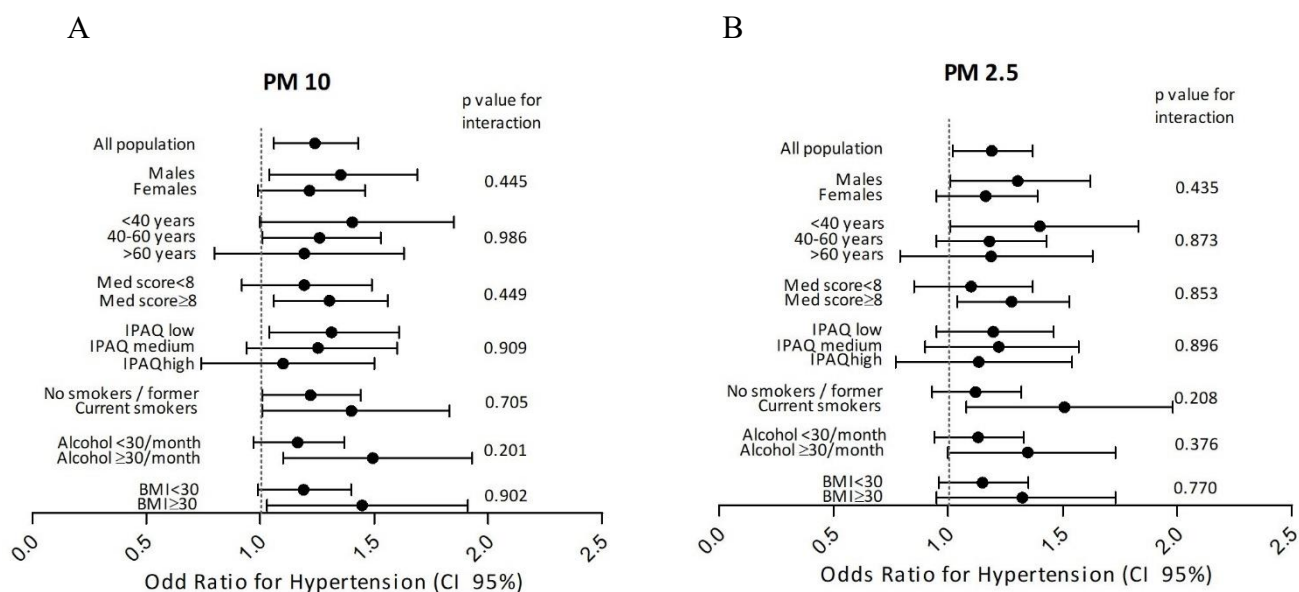 A
PM 10
p value for
interaction
All population
Males
Females
0.445
<40 years
40-60 years
>60 years
0.986
Med score<8
Med score≥8
0.449
IPAQ low
IPAQ medium
IPAQhigh
0.909
No smokers / former
Current smokers
0.705
Alcohol <30/month
Alcohol ≥30/month
0.201
BMI<30
BMI≥30
0.902
0.0 0.5 1.0 1.5 2.0 2.5
Odd Ratio for Hypertension (CI 95%)
B
PM 2.5
p value for
interaction
All population
Males
Females
0.435
<40 years
40-60 years
>60 years
0.873
Med score<8
Med score≥8
0.853
IPAQ low
IPAQ medium
IPAQhigh
0.896
No smokers / former
Current smokers
0.208
Alcohol <30/month
Alcohol ≥30/month
0.376
BMI<30
BMI≥30
0.770
0.0 0.5 1.0 1.5 2.0 2.5
Odds Ratio for Hypertension (CI 95%)